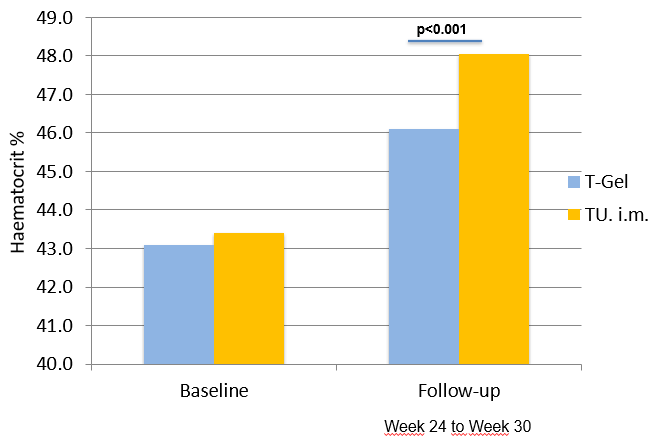 49.0
48.0
47.0
46.0
45.0
44.0
43.0
42.0
41.0
40.0
Haematocrit %
p<0.001
T-Gel
TU. i.m.
Baseline
Follow-up
Week 24 to Week 30